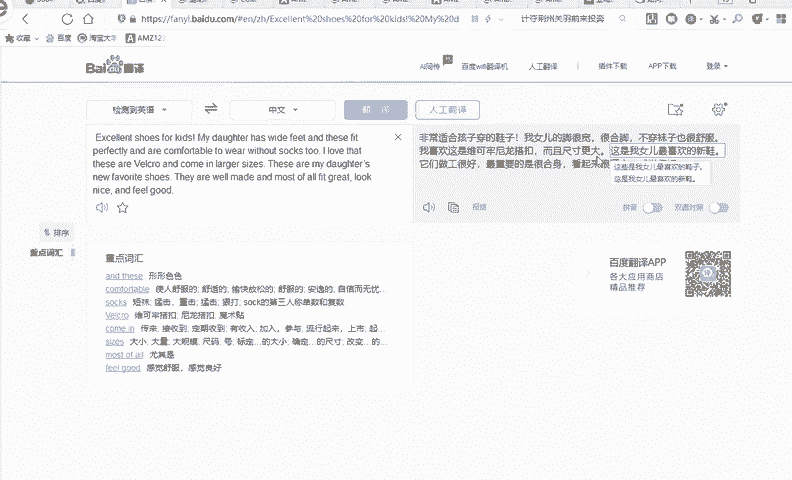 https://fanyi.baidu.com/#en/zh/Excellent%20shoes%20for%20kids!%20My%20d
计夺荆州关羽前来投奔
收藏 百度 淘宝大学 AMZ123
Baidu翻译
AI同传 百度wifi翻译机 人工翻译 插件下载 APP下载 登录
检测到英语 中文 翻 译 人工翻译
Excellent shoes for kids! My daughter has wide feet and these fit
perfectly and are comfortable to wear without socks too. I love that
these are Velcro and come in larger sizes. These are my daughter's
new favorite shoes. They are well made and most of all fit great, look
nice, and feel good.
非常适合孩子穿的鞋子！我女儿的脚很宽，很合脚，不穿袜子也很舒服。
我喜欢这是维可牢尼龙搭扣，而且尺寸更大。这是我女儿最喜欢的新鞋。
它们做工很好，最重要的是很合身，看起来很
这些是我女儿最喜欢的鞋子。
这是我女儿最喜欢的新鞋。
报错 拼音 双语对照
排序
重点词汇
重点词汇
and these 形形色色
comfortable 使人舒服的; 舒适的; 愉快放松的; 舒服的; 安逸的; 自信而无忧...
socks 短袜; 猛击，重击; 猛击; 狠打; sock的第三人称单数和复数
Velcro 维可牢搭扣; 尼龙搭扣, 魔术贴
come in 传来, 接收到; 定期收到; 有收入, 加入，参与; 流行起来，上市, 起...
sizes 大小, 大量; 大规模; 尺码; 号; 标定…的大小; 确定…的尺寸; 改变…的...
most of all 尤其是
feel good 感觉舒服，感觉良好
百度翻译APP
各大应用商店
精品推荐